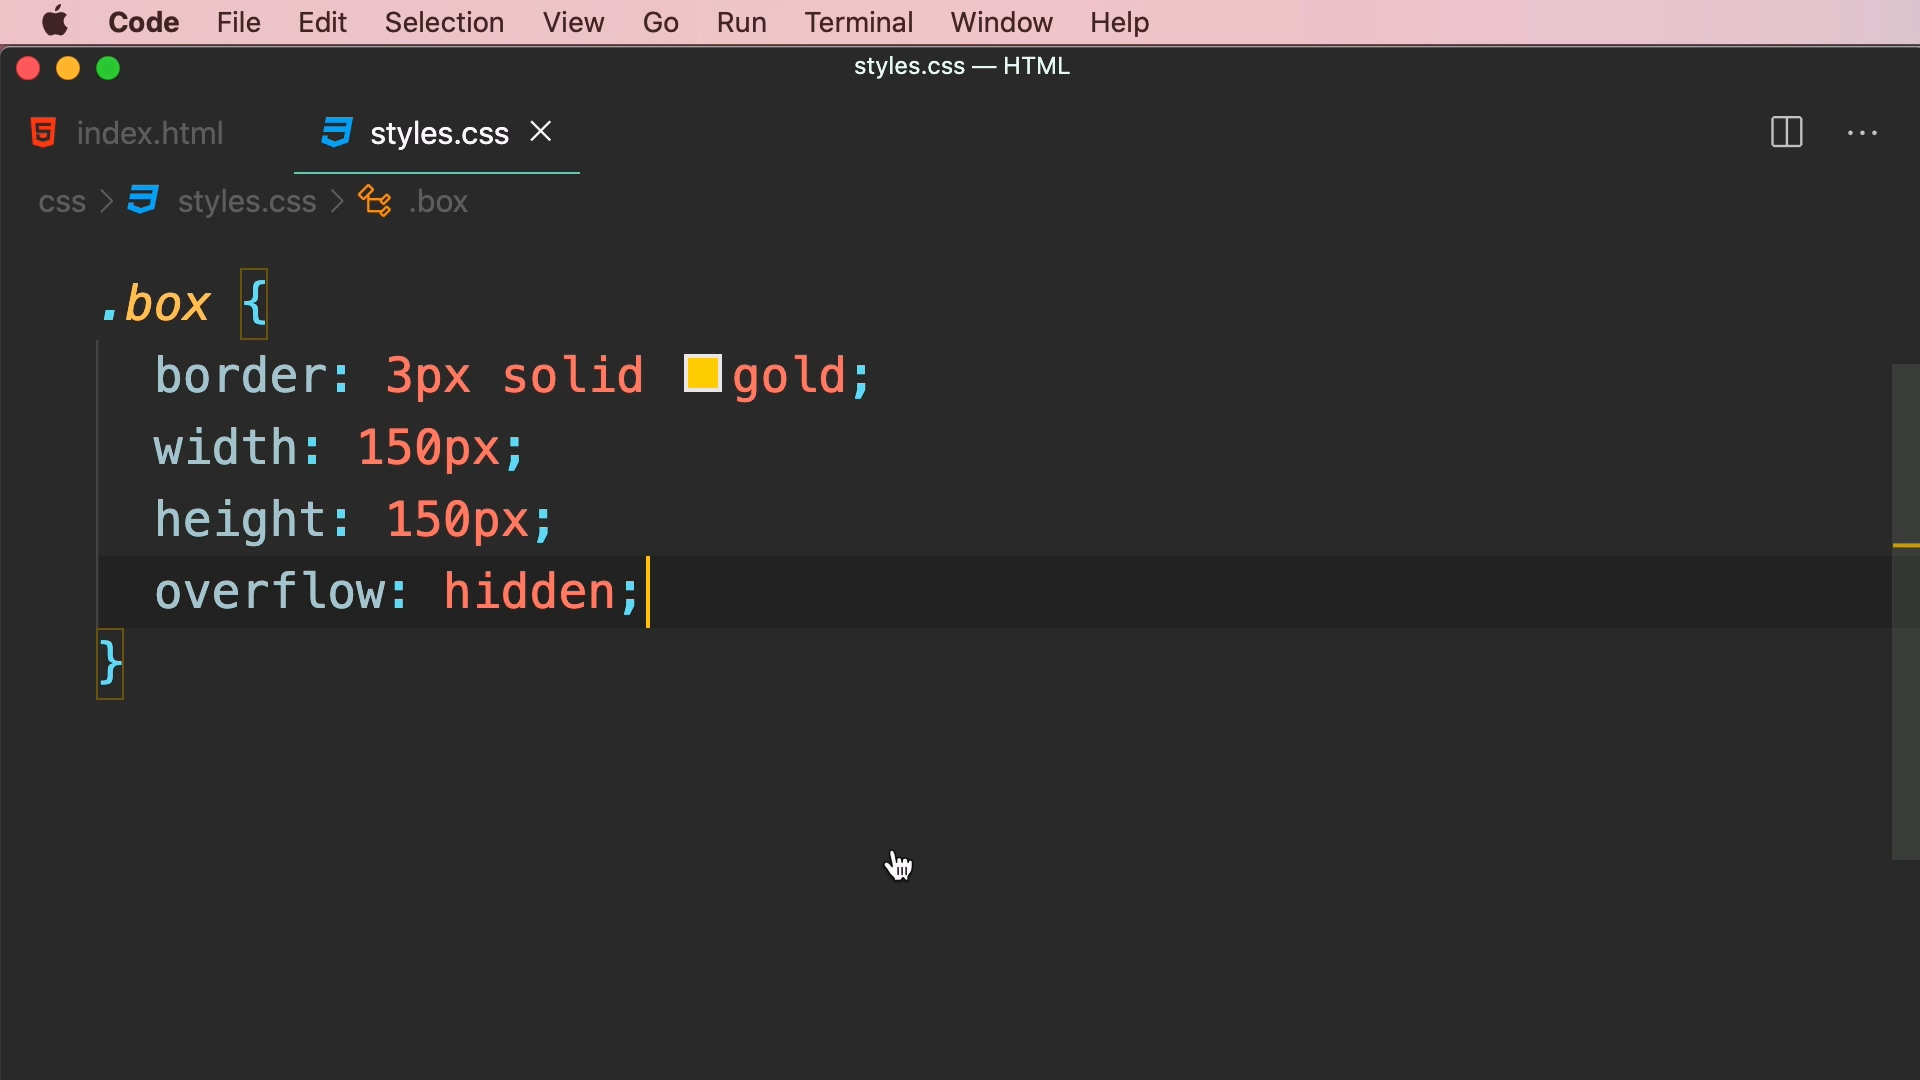 Code File Edit Selection View Go Run Terminal Window Help
styles.css — HTML
index.html styles.css
css > styles.css > .box
.box {
border: 3px solid gold;
width: 150px;
height: 150px;
overflow: hidden;
}